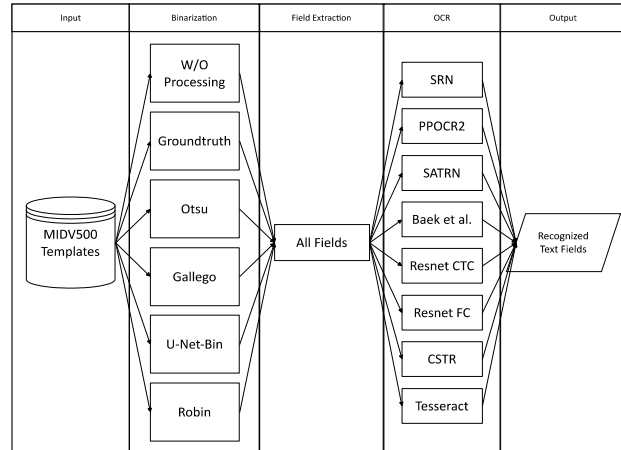 Input
Binarization
Field Extraction
OCR
Output
MIDV500
Templates
W/O
Processing
Groundtruth
Otsu
Gallego
U-Net-Bin
Robin
All Fields
SRN
PPOCR2
SATRN
Baek et al.
Resnet CTC
Resnet FC
CSTR
Tesseract
Recognized
Text Fields